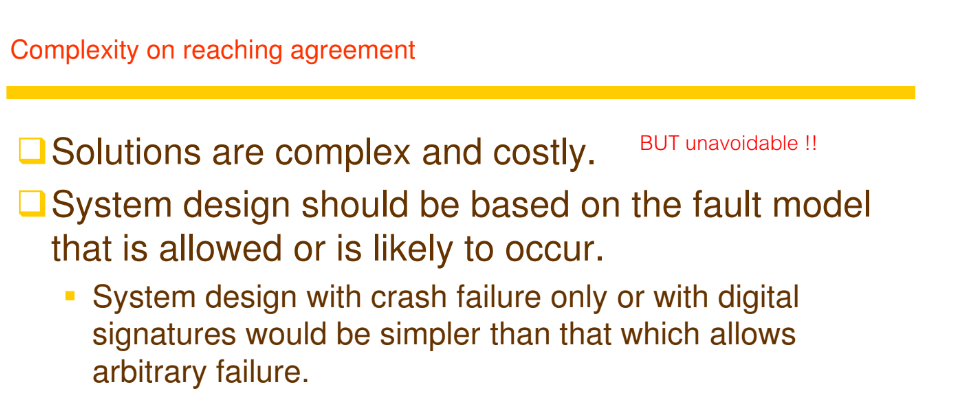 Complexity on reaching agreement
Solutions are complex and costly. BUT unavoidable !!
System design should be based on the fault model
that is allowed or is likely to occur.
System design with crash failure only or with digital
signatures would be simpler than that which allows
arbitrary failure.